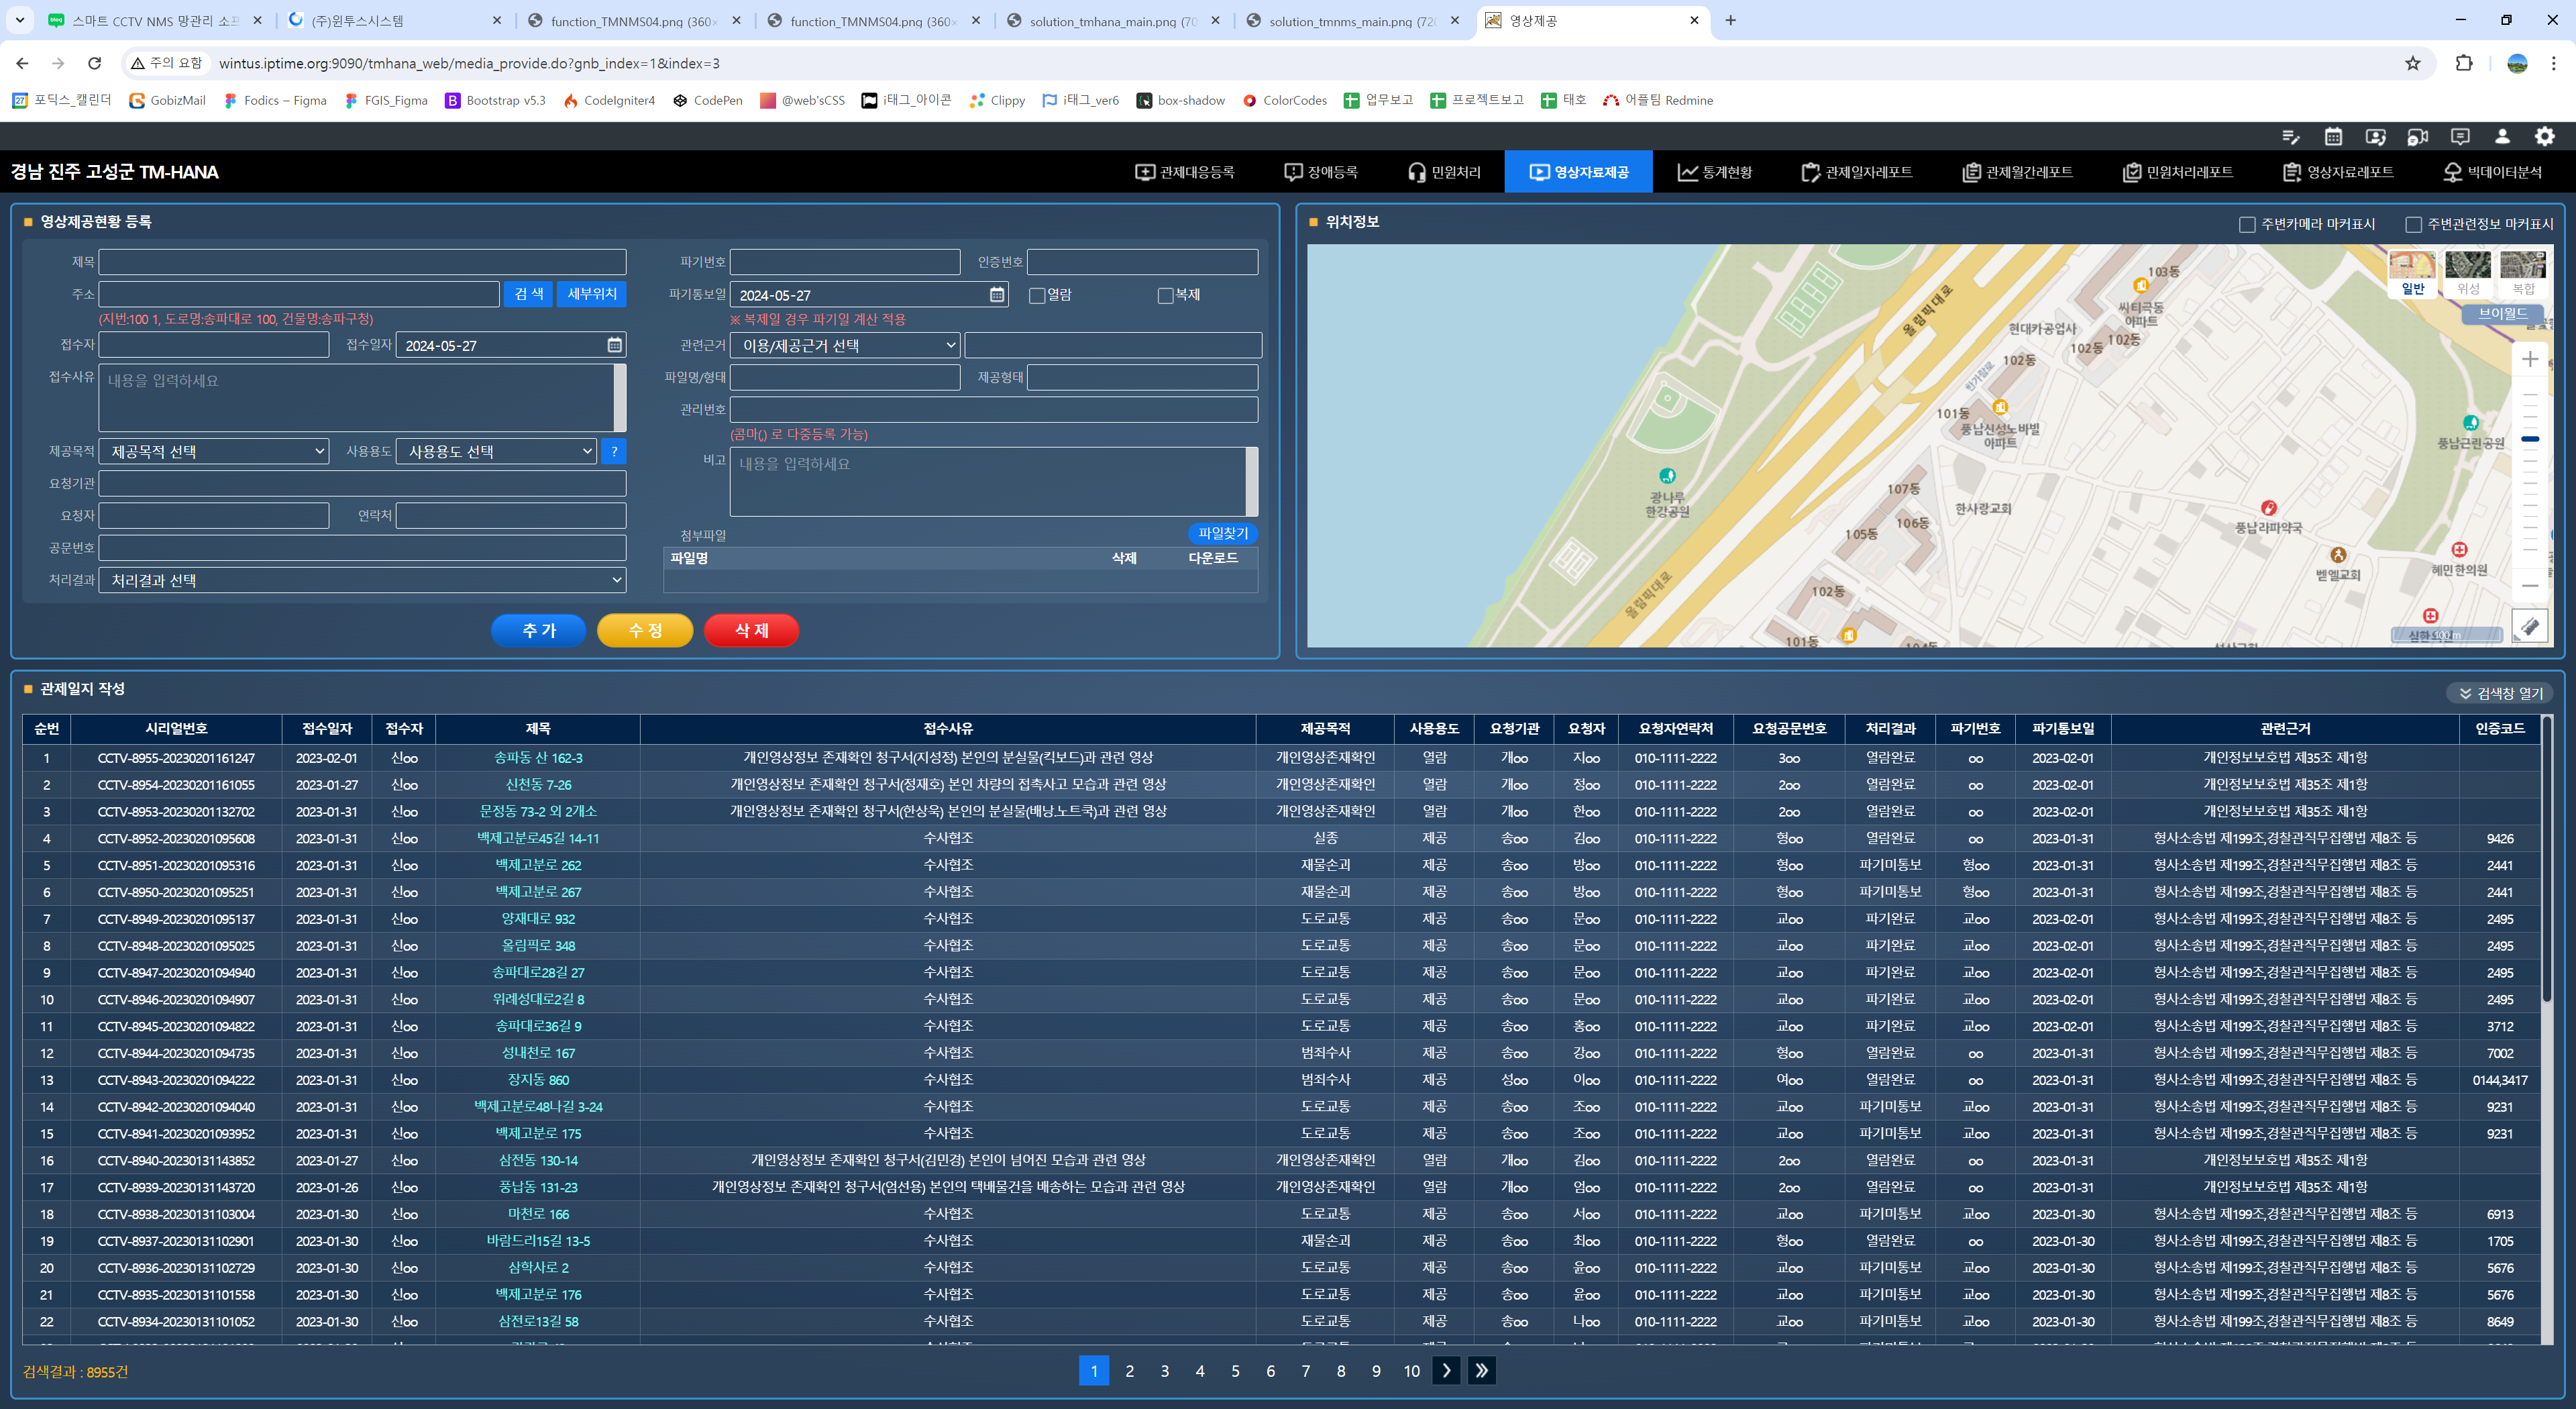 스마트 CCTV NMS 망관리 소프
(주)윈투스시스템
function_TMNMS04.png (360×
function_TMNMS04.png (360×
solution_tmhana_main.png (70
solution_tmnms_main.png (720
영상제공
주의 요함
wintus.iptime.org:9090/tmhana_web/media_provide.do?gnb_index=1&index=3
포딕스_캘린더 GobizMail Fodics – Figma FGIS_Figma Bootstrap v5.3 CodeIgniter4 CodePen @web'sCSS i태그_아이콘 Clippy i태그_ver6 box-shadow ColorCodes 업무보고 프로젝트보고 태호 어플팀 Redmine
경남 진주 고성군 TM-HANA
관제대응등록 장애등록 민원처리 영상자료제공 통계현황 관제일자레포트 관제월간레포트 민원처리레포트 영상자료레포트 빅데이터분석
영상제공현황 등록
제목
주소 검 색 세부위치
(지번:100 1, 도로명:송파대로 100, 건물명:송파구청)
접수자 접수일자 2024-05-27
접수사유 내용을 입력하세요
제공목적 제공목적 선택 사용용도 사용용도 선택 ?
요청기관
요청자 연락처
공문번호
처리결과 처리결과 선택
파기번호 인증번호
파기통보일 2024-05-27 열람 복제
※ 복제일 경우 파기일 계산 적용
관련근거 이용/제공근거 선택
파일명/형태 제공형태
관리번호
(콤마(,) 로 다중등록 가능)
비고 내용을 입력하세요
첨부파일 파일찾기
파일명 삭제 다운로드
추 가 수 정 삭 제
위치정보
주변카메라 마커표시 주변관련정보 마커표시
일반 위성 복합
브이월드
103동
씨티극동
아파트
올림픽대로
현대카공업사
102동
102동
102동
한가람로
101동
풍납신성노바빌
아파트
풍납근린공원
광나루
한강공원
107동
한사랑교회
106동
105동
풍납라파약국
벧엘교회
혜민한의원
102동
올림픽대로
101동
100 m
관제일지 작성
검색창 열기
순번 시리얼번호 접수일자 접수자 제목 접수사유 제공목적 사용용도 요청기관 요청자 요청자연락처 요청공문번호 처리결과 파기번호 파기통보일 관련근거 인증코드
1 CCTV-8955-20230201161247 2023-02-01 신oo 송파동 산 162-3 개인영상정보 존재확인 청구서(지성정) 본인의 분실물(킥보드)과 관련 영상 개인영상존재확인 열람 개oo 지oo 010-1111-2222 3oo 열람완료 oo 2023-02-01 개인정보보호법 제35조 제1항
2 CCTV-8954-20230201161055 2023-01-27 신oo 신천동 7-26 개인영상정보 존재확인 청구서(정재호) 본인 차량의 접촉사고 모습과 관련 영상 개인영상존재확인 열람 개oo 정oo 010-1111-2222 2oo 열람완료 oo 2023-02-01 개인정보보호법 제35조 제1항
3 CCTV-8953-20230201132702 2023-01-31 신oo 문정동 73-2 외 2개소 개인영상정보 존재확인 청구서(한상욱) 본인의 분실물(배낭.노트쿡)과 관련 영상 개인영상존재확인 열람 개oo 한oo 010-1111-2222 2oo 열람완료 oo 2023-02-01 개인정보보호법 제35조 제1항
4 CCTV-8952-20230201095608 2023-01-31 신oo 백제고분로45길 14-11 수사협조 실종 제공 송oo 김oo 010-1111-2222 형oo 열람완료 oo 2023-01-31 형사소송법 제199조,경찰관직무집행법 제8조 등 9426
5 CCTV-8951-20230201095316 2023-01-31 신oo 백제고분로 262 수사협조 재물손괴 제공 송oo 방oo 010-1111-2222 형oo 파기미통보 형oo 2023-01-31 형사소송법 제199조,경찰관직무집행법 제8조 등 2441
6 CCTV-8950-20230201095251 2023-01-31 신oo 백제고분로 267 수사협조 재물손괴 제공 송oo 방oo 010-1111-2222 형oo 파기미통보 형oo 2023-01-31 형사소송법 제199조,경찰관직무집행법 제8조 등 2441
7 CCTV-8949-20230201095137 2023-01-31 신oo 양재대로 932 수사협조 도로교통 제공 송oo 문oo 010-1111-2222 교oo 파기완료 교oo 2023-02-01 형사소송법 제199조,경찰관직무집행법 제8조 등 2495
8 CCTV-8948-20230201095025 2023-01-31 신oo 올림픽로 348 수사협조 도로교통 제공 송oo 문oo 010-1111-2222 교oo 파기완료 교oo 2023-02-01 형사소송법 제199조,경찰관직무집행법 제8조 등 2495
9 CCTV-8947-20230201094940 2023-01-31 신oo 송파대로28길 27 수사협조 도로교통 제공 송oo 문oo 010-1111-2222 교oo 파기완료 교oo 2023-02-01 형사소송법 제199조,경찰관직무집행법 제8조 등 2495
10 CCTV-8946-20230201094907 2023-01-31 신oo 위례성대로2길 8 수사협조 도로교통 제공 송oo 문oo 010-1111-2222 교oo 파기완료 교oo 2023-02-01 형사소송법 제199조,경찰관직무집행법 제8조 등 2495
11 CCTV-8945-20230201094822 2023-01-31 신oo 송파대로36길 9 수사협조 도로교통 제공 송oo 홍oo 010-1111-2222 교oo 파기완료 교oo 2023-02-01 형사소송법 제199조,경찰관직무집행법 제8조 등 3712
12 CCTV-8944-20230201094735 2023-01-31 신oo 성내천로 167 수사협조 범죄수사 제공 송oo 강oo 010-1111-2222 형oo 열람완료 oo 2023-01-31 형사소송법 제199조,경찰관직무집행법 제8조 등 7002
13 CCTV-8943-20230201094222 2023-01-31 신oo 장지동 860 수사협조 범죄수사 제공 성oo 이oo 010-1111-2222 여oo 열람완료 oo 2023-01-31 형사소송법 제199조,경찰관직무집행법 제8조 등 0144,3417
14 CCTV-8942-20230201094040 2023-01-31 신oo 백제고분로48나길 3-24 수사협조 도로교통 제공 송oo 조oo 010-1111-2222 교oo 파기미통보 교oo 2023-01-31 형사소송법 제199조,경찰관직무집행법 제8조 등 9231
15 CCTV-8941-20230201093952 2023-01-31 신oo 백제고분로 175 수사협조 도로교통 제공 송oo 조oo 010-1111-2222 교oo 파기미통보 교oo 2023-01-31 형사소송법 제199조,경찰관직무집행법 제8조 등 9231
16 CCTV-8940-20230131143852 2023-01-27 신oo 삼전동 130-14 개인영상정보 존재확인 청구서(김민경) 본인이 넘어진 모습과 관련 영상 개인영상존재확인 열람 개oo 김oo 010-1111-2222 2oo 열람완료 oo 2023-01-31 개인정보보호법 제35조 제1항
17 CCTV-8939-20230131143720 2023-01-26 신oo 풍납동 131-23 개인영상정보 존재확인 청구서(엄선용) 본인의 택배물건을 배송하는 모습과 관련 영상 개인영상존재확인 열람 개oo 엄oo 010-1111-2222 2oo 열람완료 oo 2023-01-31 개인정보보호법 제35조 제1항
18 CCTV-8938-20230131103004 2023-01-30 신oo 마천로 166 수사협조 도로교통 제공 송oo 서oo 010-1111-2222 교oo 파기미통보 교oo 2023-01-30 형사소송법 제199조,경찰관직무집행법 제8조 등 6913
19 CCTV-8937-20230131102901 2023-01-30 신oo 바람드리15길 13-5 수사협조 재물손괴 제공 송oo 최oo 010-1111-2222 형oo 열람완료 oo 2023-01-30 형사소송법 제199조,경찰관직무집행법 제8조 등 1705
20 CCTV-8936-20230131102729 2023-01-30 신oo 삼학사로 2 수사협조 도로교통 제공 송oo 윤oo 010-1111-2222 교oo 파기미통보 교oo 2023-01-30 형사소송법 제199조,경찰관직무집행법 제8조 등 5676
21 CCTV-8935-20230131101558 2023-01-30 신oo 백제고분로 176 수사협조 도로교통 제공 송oo 윤oo 010-1111-2222 교oo 파기미통보 교oo 2023-01-30 형사소송법 제199조,경찰관직무집행법 제8조 등 5676
22 CCTV-8934-20230131101052 2023-01-30 신oo 삼전로13길 58 수사협조 도로교통 제공 송oo 나oo 010-1111-2222 교oo 파기미통보 교oo 2023-01-30 형사소송법 제199조,경찰관직무집행법 제8조 등 8649
검색결과 : 8955건
1 2 3 4 5 6 7 8 9 10